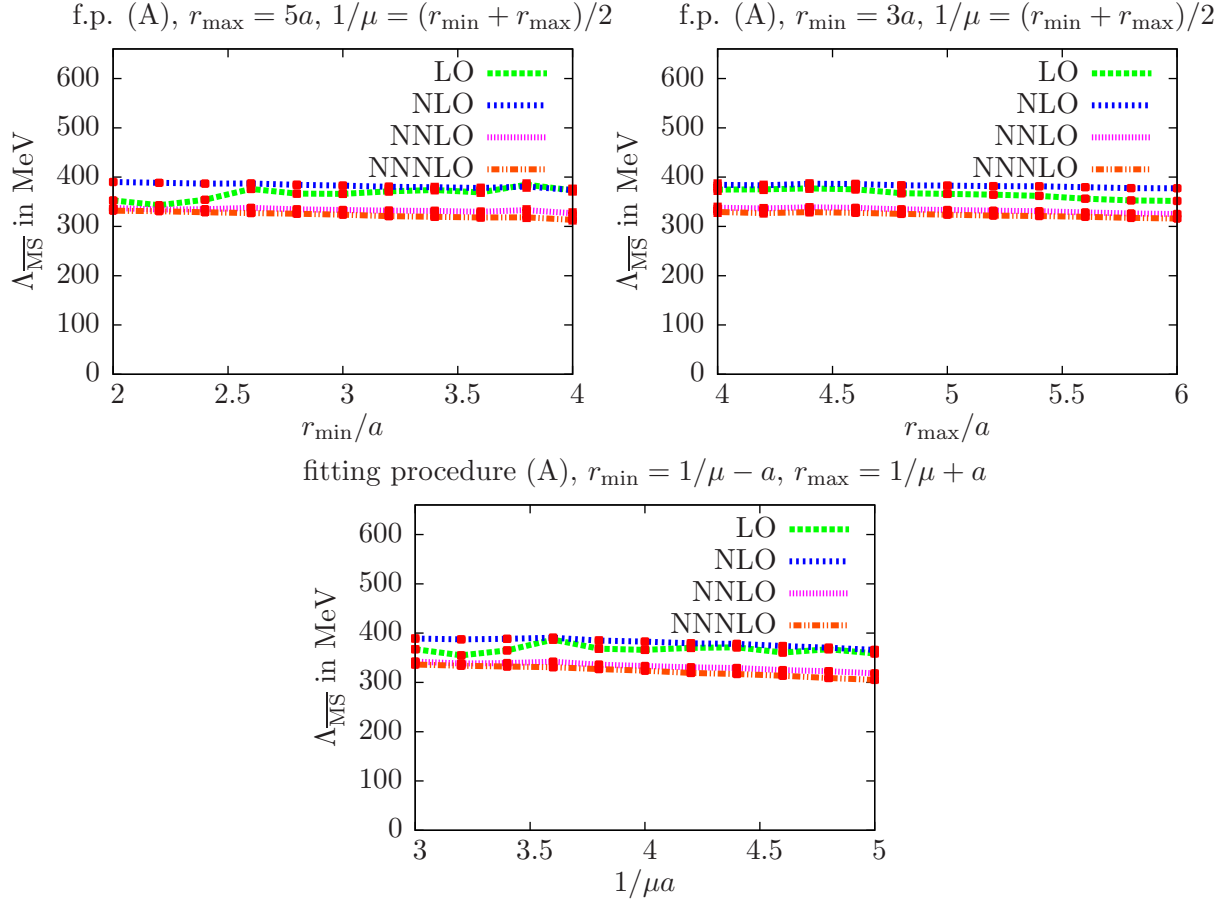 f.p. (A), r_max = 5a, 1/μ = (r_min + r_max)/2
LO
NLO
NNLO
NNNLO
Λ_M̅S̅ in MeV
600
500
400
300
200
100
0
2 2.5 3 3.5 4
r_min/a
f.p. (A), r_min = 3a, 1/μ = (r_min + r_max)/2
LO
NLO
NNLO
NNNLO
Λ_M̅S̅ in MeV
600
500
400
300
200
100
0
4 4.5 5 5.5 6
r_max/a
fitting procedure (A), r_min = 1/μ − a, r_max = 1/μ + a
LO
NLO
NNLO
NNNLO
Λ_M̅S̅ in MeV
600
500
400
300
200
100
0
3 3.5 4 4.5 5
1/μa